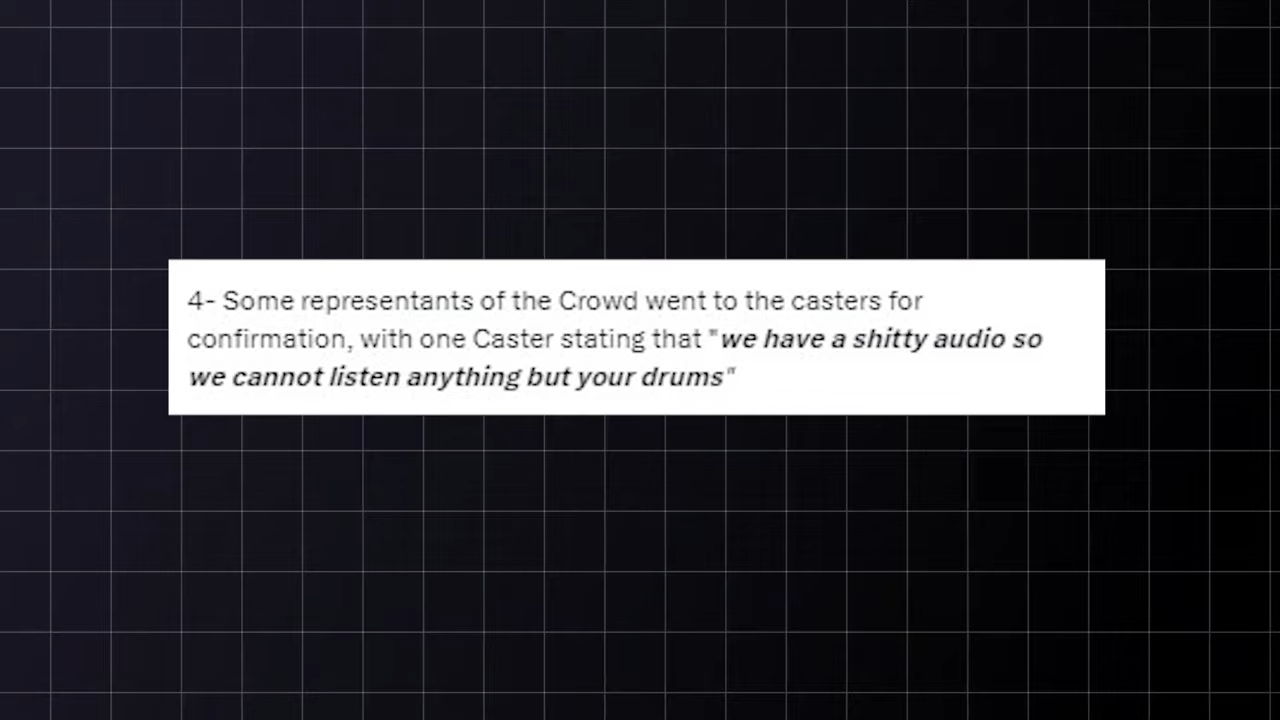 4- Some representants of the Crowd went to the casters for
confirmation, with one Caster stating that "we have a shitty audio so
we cannot listen anything but your drums"